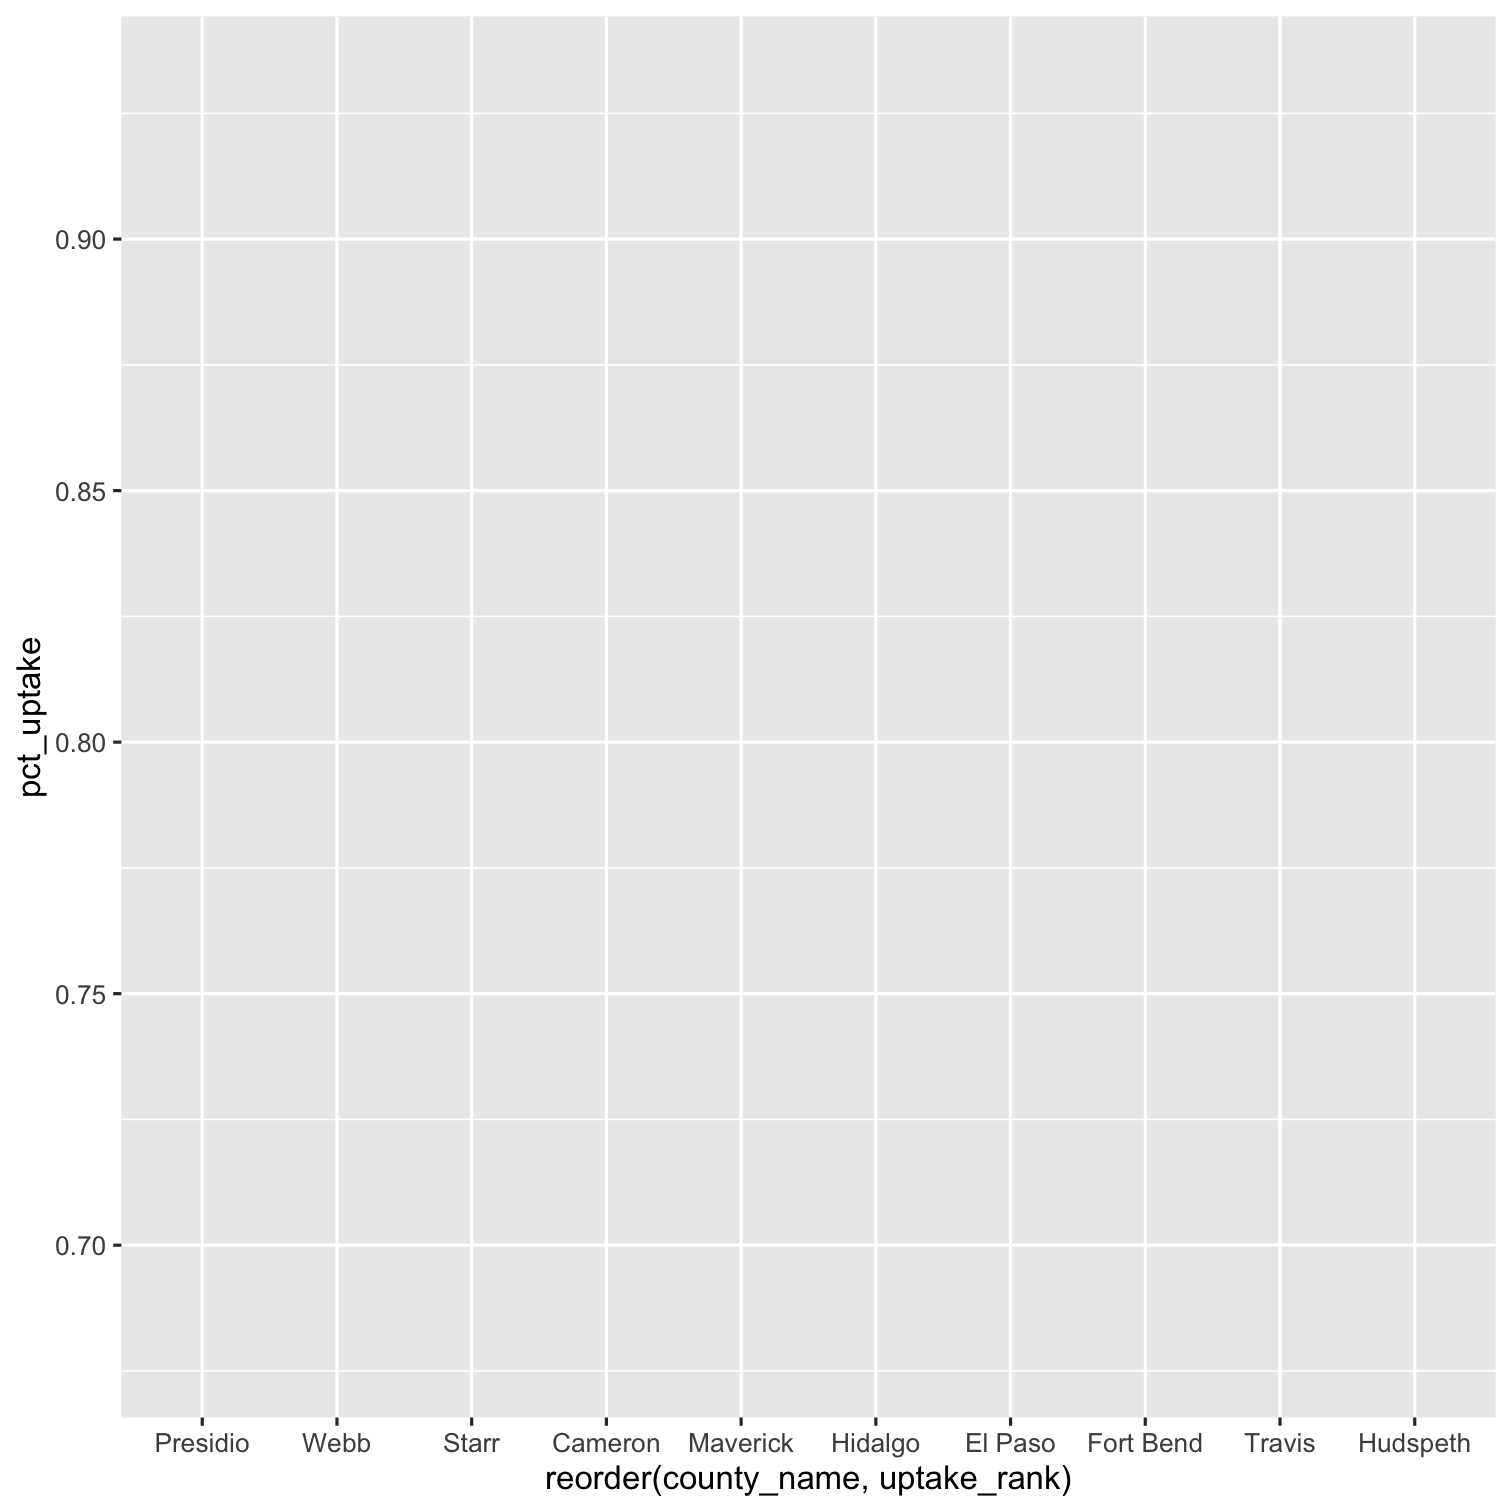 pct_uptake
0.90
0.85
0.80
0.75
0.70
Presidio Webb Starr Cameron Maverick Hidalgo El Paso Fort Bend Travis Hudspeth
reorder(county_name, uptake_rank)